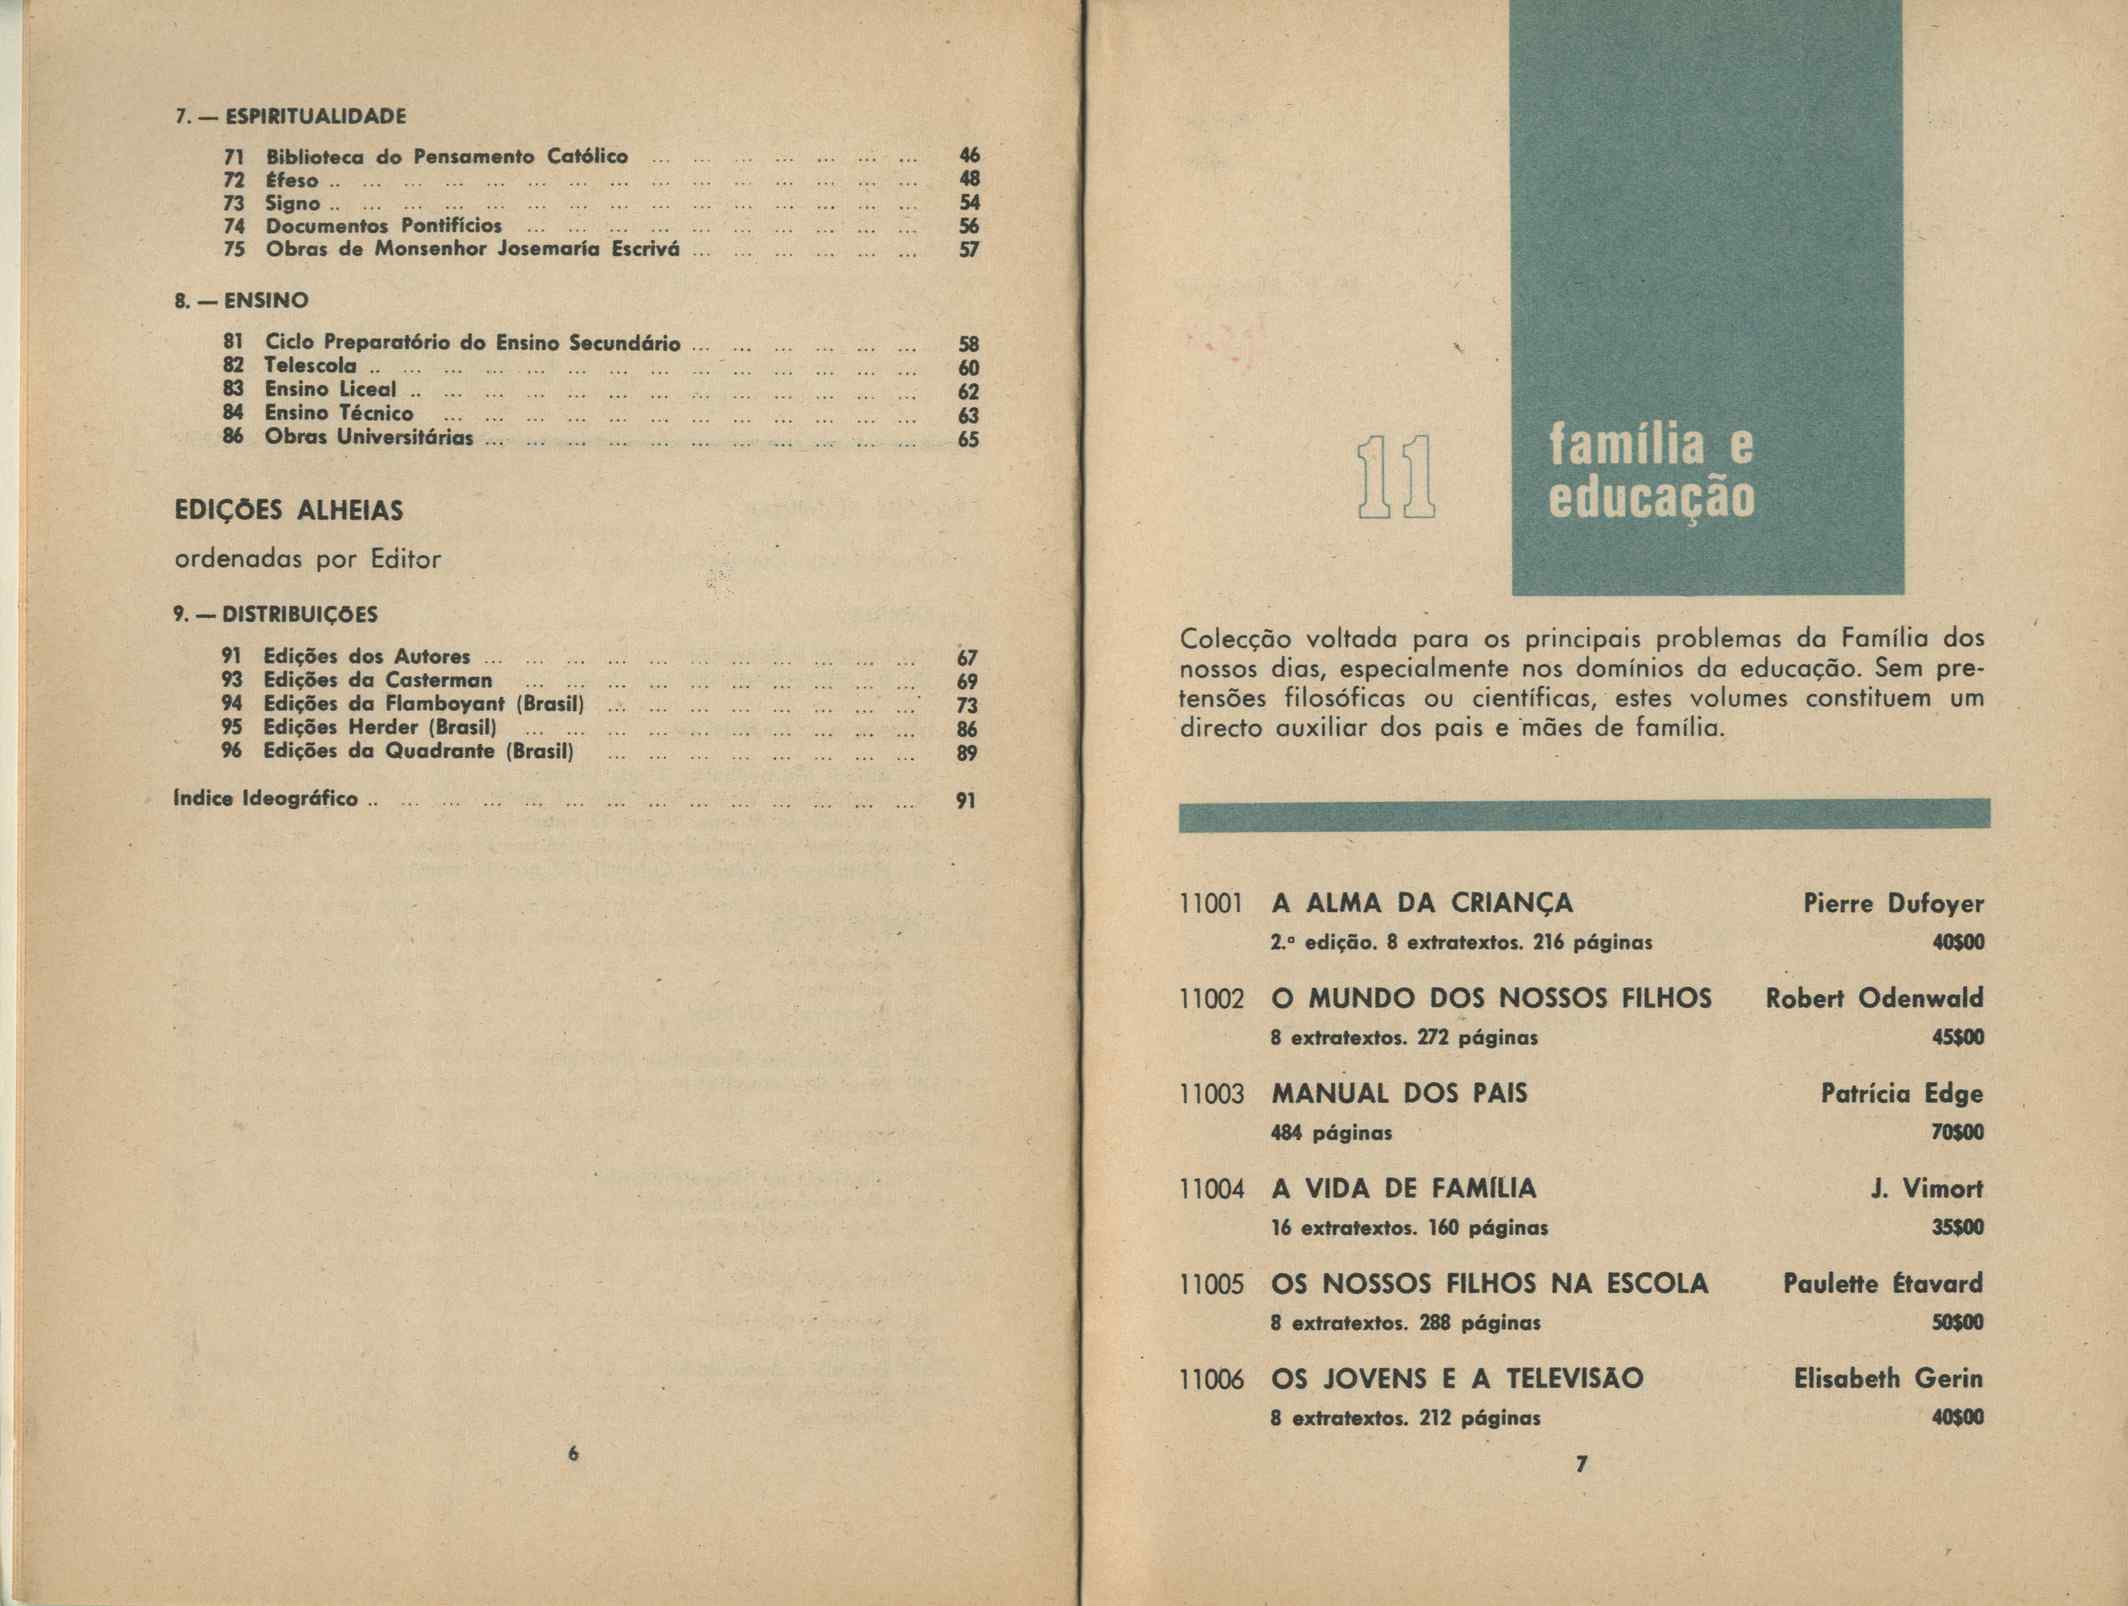 7. — ESPIRITUALIDADE
71 Biblioteca do Pensamento Católico ... ... ... ... ... ... ... 46
72 Éfeso .. ... ... ... ... ... ... ... ... ... ... ... ... ... ... 48
73 Signo .. ... ... ... ... ... ... ... ... ... ... ... ... ... ... 54
74 Documentos Pontifícios ... ... ... ... ... ... ... ... ... ... 56
75 Obras de Monsenhor Josemaría Escrivá ... ... ... ... ... ... 57
8. — ENSINO
81 Ciclo Preparatório do Ensino Secundário ... ... ... ... ... ... 58
82 Telescola .. ... ... ... ... ... ... ... ... ... ... ... ... ... 60
83 Ensino Liceal .. ... ... ... ... ... ... ... ... ... ... ... ... 62
84 Ensino Técnico ... ... ... ... ... ... ... ... ... ... ... ... 63
86 Obras Universitárias ... ... ... ... ... ... ... ... ... ... ... 65
EDIÇÕES ALHEIAS
ordenadas por Editor
9. — DISTRIBUIÇÕES
91 Edições dos Autores ... ... ... ... ... ... ... ... ... ... ... 67
93 Edições da Casterman ... ... ... ... ... ... ... ... ... ... 69
94 Edições da Flamboyant (Brasil) ... ... ... ... ... ... ... ... 73
95 Edições Herder (Brasil) ... ... ... ... ... ... ... ... ... ... 86
96 Edições da Quadrante (Brasil) ... ... ... ... ... ... ... ... 89
Índice Ideográfico .. ... ... ... ... ... ... ... ... ... ... ... ... ... 91
6
11
família e
educação
Colecção voltada para os principais problemas da Família dos
nossos dias, especialmente nos domínios da educação. Sem pre-
tensões filosóficas ou científicas, estes volumes constituem um
directo auxiliar dos pais e mães de família.
11001 A ALMA DA CRIANÇA Pierre Dufoyer
2.ª edição. 8 extratextos. 216 páginas 40$00
11002 O MUNDO DOS NOSSOS FILHOS Robert Odenwald
8 extratextos. 272 páginas 45$00
11003 MANUAL DOS PAIS Patrícia Edge
484 páginas 70$00
11004 A VIDA DE FAMÍLIA J. Vimort
16 extratextos. 160 páginas 35$00
11005 OS NOSSOS FILHOS NA ESCOLA Paulette Étavard
8 extratextos. 288 páginas 50$00
11006 OS JOVENS E A TELEVISÃO Elisabeth Gerin
8 extratextos. 212 páginas 40$00
7